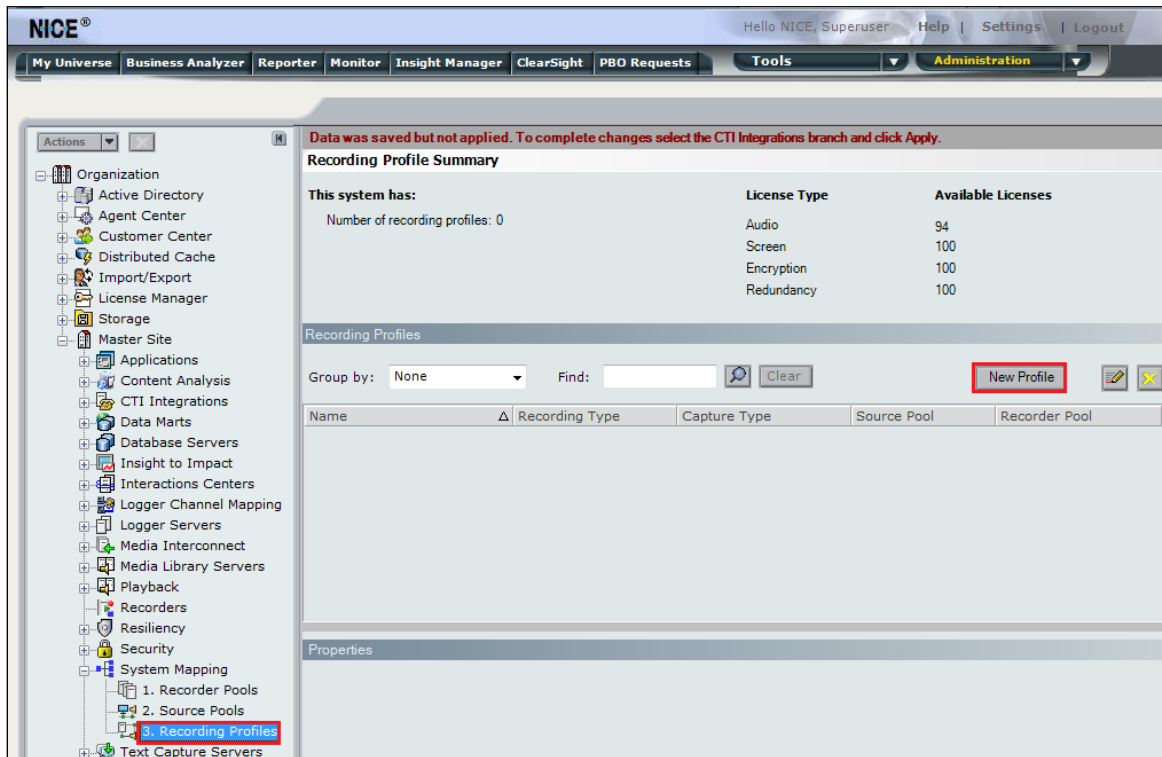 NICE®
Hello NICE, Superuser Help | Settings | Logout
My Universe Business Analyzer Reporter Monitor Insight Manager ClearSight PBO Requests Tools Administration
Actions
Organization
Active Directory
Agent Center
Customer Center
Distributed Cache
Import/Export
License Manager
Storage
Master Site
Applications
Content Analysis
CTI Integrations
Data Marts
Database Servers
Insight to Impact
Interactions Centers
Logger Channel Mapping
Logger Servers
Media Interconnect
Media Library Servers
Playback
Recorders
Resiliency
Security
System Mapping
1. Recorder Pools
2. Source Pools
3. Recording Profiles
Text Capture Servers
Data was saved but not applied. To complete changes select the CTI Integrations branch and click Apply.
Recording Profile Summary
This system has:
Number of recording profiles: 0
License Type Available Licenses
Audio 94
Screen 100
Encryption 100
Redundancy 100
Recording Profiles
Group by: None Find: Clear New Profile
Name Recording Type Capture Type Source Pool Recorder Pool
Properties